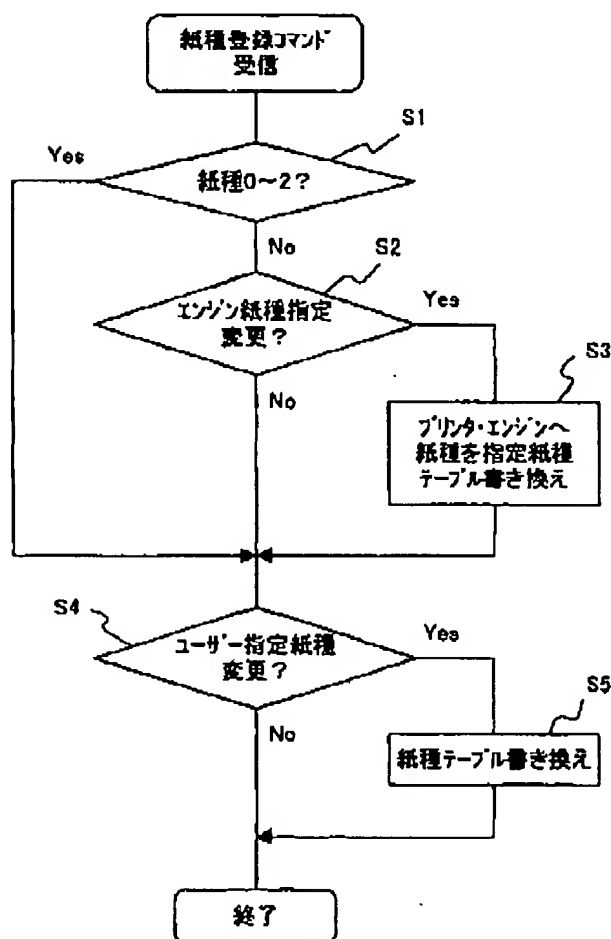 紙種登録コマンド
受信
S1
Yes
紙種0～2?
No
S2
エンジン紙種指定
変更?
Yes
No
S3
プリンタ・エンジンへ
紙種を指定紙種
テーブル書き換え
S4
ユーザー指定紙種
変更?
Yes
No
S5
紙種テーブル書き換え
終了